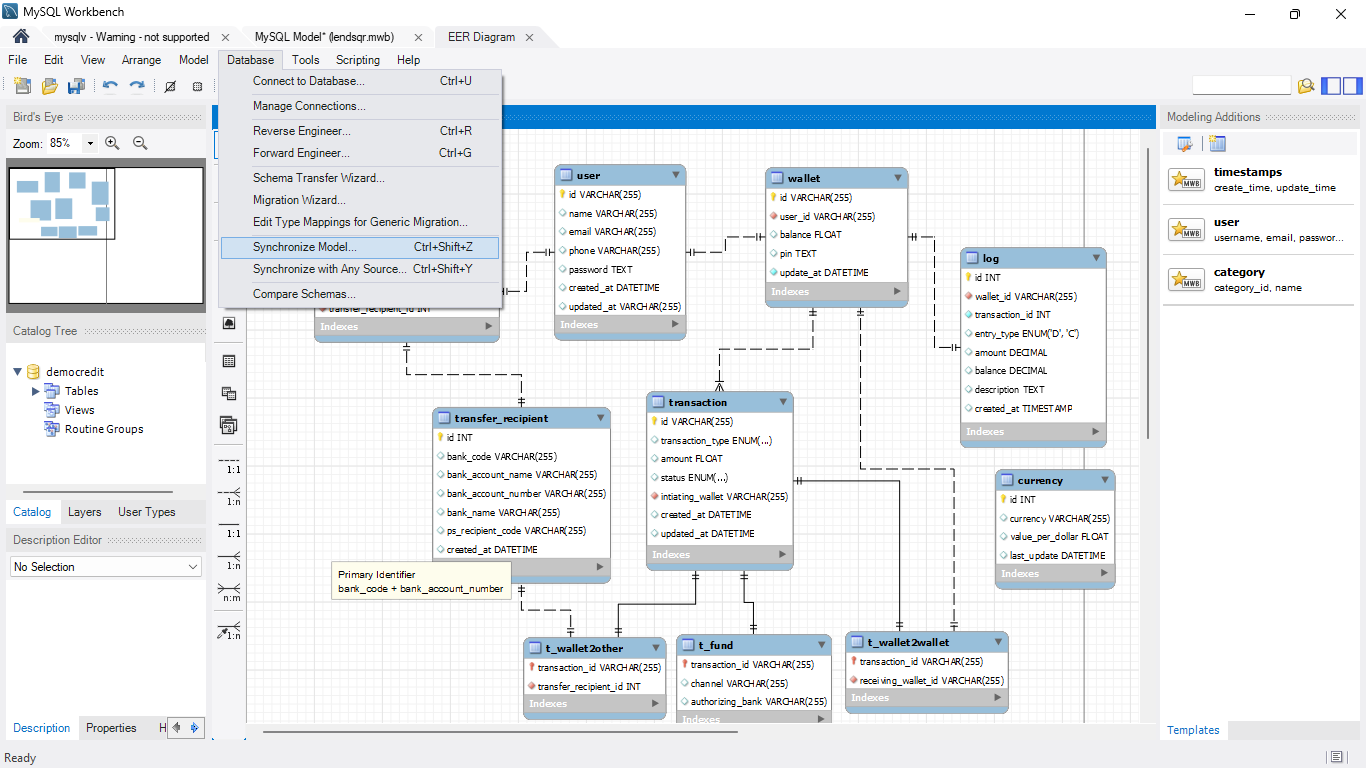 MySQL Workbench
mysqlv - Warning - not supported
MySQL Model* (lendsqr.mwb)
EER Diagram
File Edit View Arrange Model Database Tools Scripting Help
Connect to Database... Ctrl+U
Manage Connections...
Reverse Engineer... Ctrl+R
Forward Engineer... Ctrl+G
Schema Transfer Wizard...
Migration Wizard...
Edit Type Mappings for Generic Migration...
Synchronize Model... Ctrl+Shift+Z
Synchronize with Any Source... Ctrl+Shift+Y
Compare Schemas...
Bird's Eye
Zoom: 85%
Catalog Tree
democredit
Tables
Views
Routine Groups
Catalog Layers User Types
Description Editor
No Selection
Description Properties H
Ready
1:1
1:n
1:1
1:n
n:m
1:n
transfer_recipient_id INT
Indexes
user
id VARCHAR(255)
name VARCHAR(255)
email VARCHAR(255)
phone VARCHAR(255)
password TEXT
created_at DATETIME
updated_at VARCHAR(255)
Indexes
wallet
id VARCHAR(255)
user_id VARCHAR(255)
balance FLOAT
pin TEXT
update_at DATETIME
Indexes
log
id INT
wallet_id VARCHAR(255)
transaction_id INT
entry_type ENUM('D', 'C')
amount DECIMAL
balance DECIMAL
description TEXT
created_at TIMESTAMP
Indexes
transfer_recipient
id INT
bank_code VARCHAR(255)
bank_account_name VARCHAR(255)
bank_account_number VARCHAR(255)
bank_name VARCHAR(255)
ps_recipient_code VARCHAR(255)
created_at DATETIME
Primary Identifier
bank_code + bank_account_number
transaction
id VARCHAR(255)
transaction_type ENUM(...)
amount FLOAT
status ENUM(...)
intiating_wallet VARCHAR(255)
created_at DATETIME
updated_at DATETIME
Indexes
currency
id INT
currency VARCHAR(255)
value_per_dollar FLOAT
last_update DATETIME
Indexes
t_wallet2other
transaction_id VARCHAR(255)
transfer_recipient_id INT
Indexes
t_fund
transaction_id VARCHAR(255)
channel VARCHAR(255)
authorizing_bank VARCHAR(255)
Indexes
t_wallet2wallet
transaction_id VARCHAR(255)
receiving_wallet_id VARCHAR(255)
Indexes
Modeling Additions
MWB
timestamps
create_time, update_time
MWB
user
username, email, passwor...
MWB
category
category_id, name
Templates